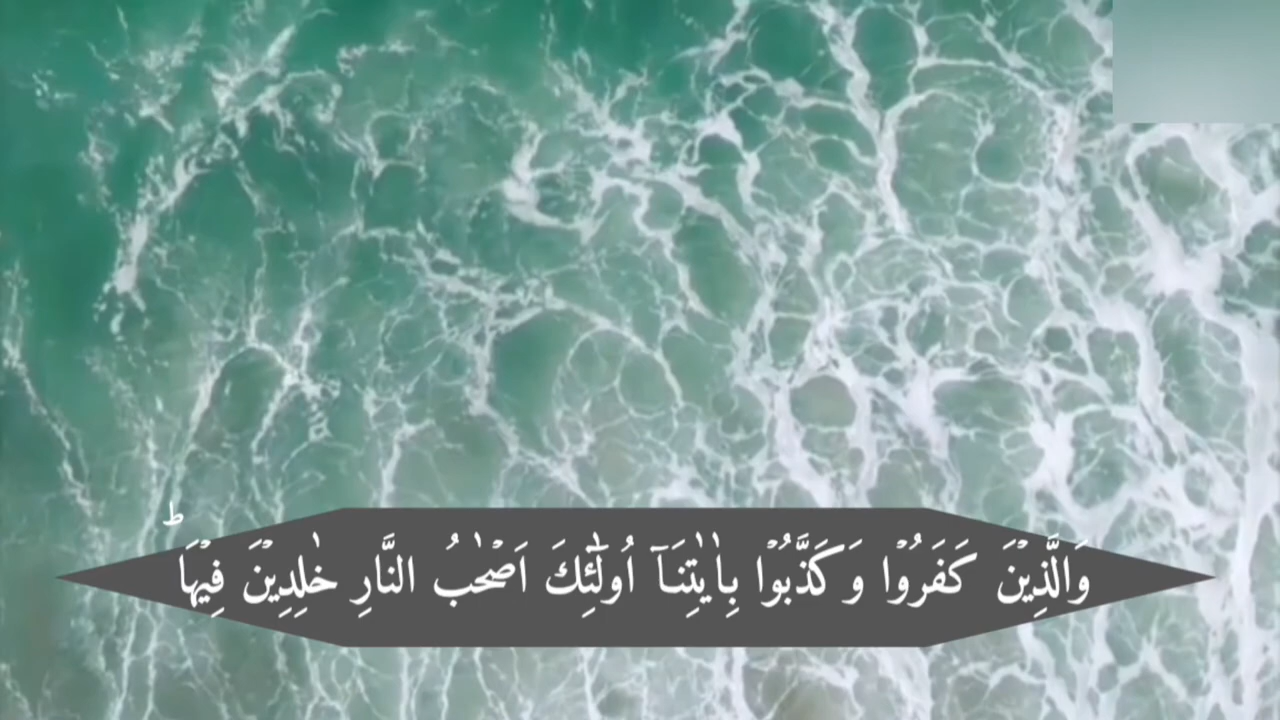 وَالَّذِيۡنَ كَفَرُوۡا وَكَذَّبُوۡا بِاٰيٰتِنَاۤ اُولٰٓئِكَ اَصۡحٰبُ النَّارِ خٰلِدِيۡنَ فِيۡهَاؕ